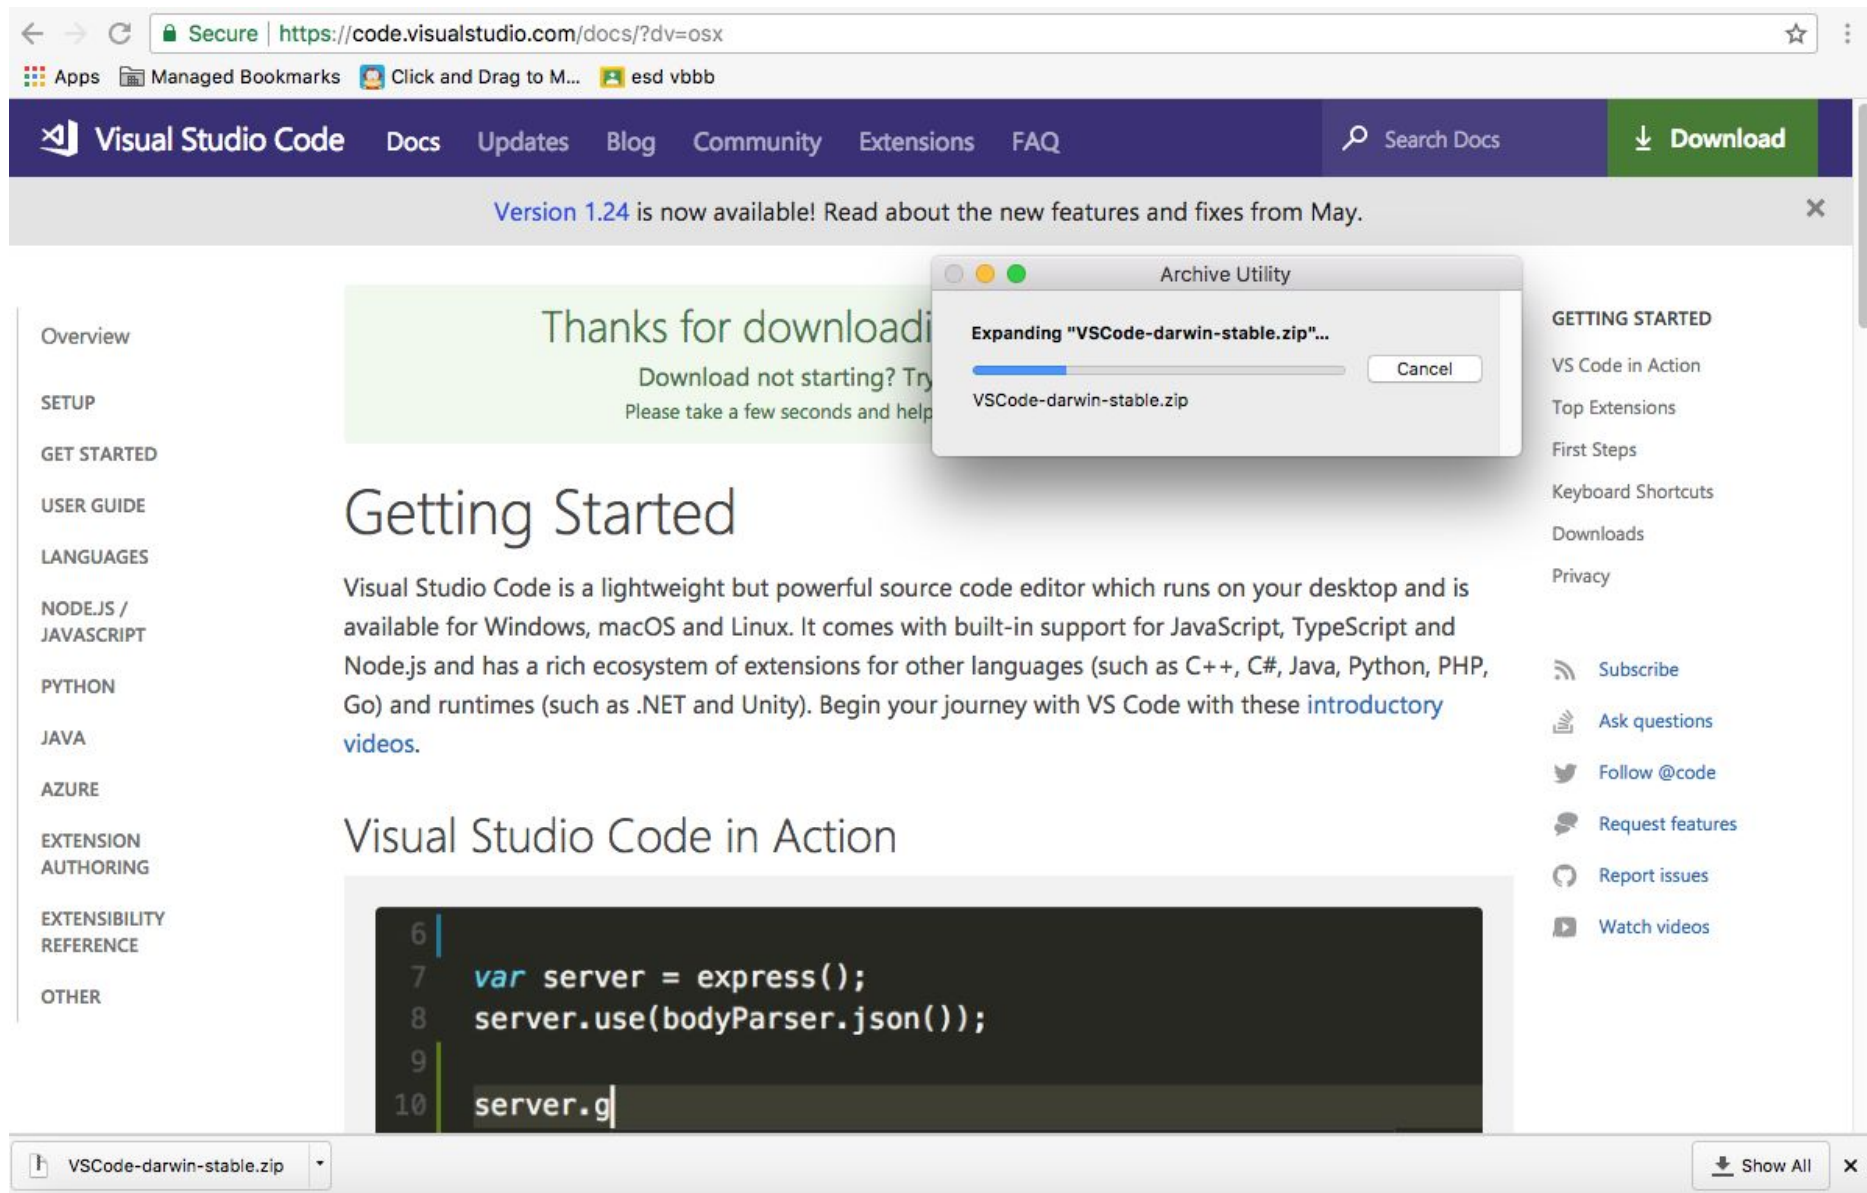 Secure | https://code.visualstudio.com/docs/?dv=osx
Apps Managed Bookmarks Click and Drag to M... esd vbbb
Visual Studio Code Docs Updates Blog Community Extensions FAQ Search Docs Download
Version 1.24 is now available! Read about the new features and fixes from May.
Overview
SETUP
GET STARTED
USER GUIDE
LANGUAGES
NODE.JS /
JAVASCRIPT
PYTHON
JAVA
AZURE
EXTENSION
AUTHORING
EXTENSIBILITY
REFERENCE
OTHER
Thanks for downloadi
Download not starting? Try
Please take a few seconds and help
Archive Utility
Expanding "VSCode-darwin-stable.zip"...
Cancel
VSCode-darwin-stable.zip
Getting Started
Visual Studio Code is a lightweight but powerful source code editor which runs on your desktop and is
available for Windows, macOS and Linux. It comes with built-in support for JavaScript, TypeScript and
Node.js and has a rich ecosystem of extensions for other languages (such as C++, C#, Java, Python, PHP,
Go) and runtimes (such as .NET and Unity). Begin your journey with VS Code with these introductory
videos.
Visual Studio Code in Action
6
7 var server = express();
8 server.use(bodyParser.json());
9
10 server.g
GETTING STARTED
VS Code in Action
Top Extensions
First Steps
Keyboard Shortcuts
Downloads
Privacy
Subscribe
Ask questions
Follow @code
Request features
Report issues
Watch videos
VSCode-darwin-stable.zip
Show All